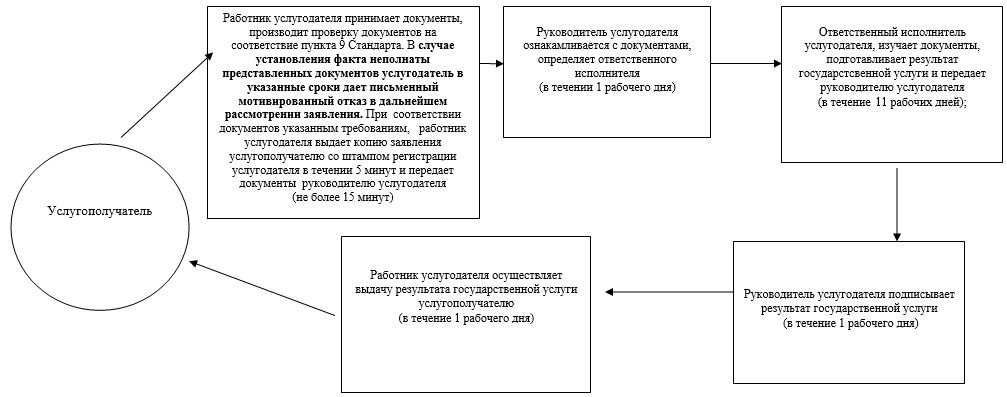 Услугополучатель
Работник услугодателя принимает документы,
производит проверку документов на
соответствие пункта 9 Стандарта. В случае
установления факта неполнаты
представленных документов услугодатель в
указанные сроки дает письменный
мотивированный отказ в дальнейшем
рассмотрении заявления. При соответствии
документов указанным требованиям, работник
услугодателя выдает копию заявления
услугополучателю со штампом регистрации
услугодателя в течении 5 минут и передает
документы руководителю услугодателя
(не более 15 минут)
Руководитель услугодателя
ознакамливается с документами,
определяет ответственного
исполнителя
(в течении 1 рабочего дня)
Ответственный исполнитель
услугодателя, изучает документы,
подготавливает результат
государстсвенной услуги и передает
руководителю услугодателя
(в течение 11 рабочих дней);
Руководитель услугодателя подписывает
результат государственной услуги
(в течение 1 рабочего дня)
Работник услугодателя осуществляет
выдачу результата государственной услуги
услугополучателю
(в течение 1 рабочего дня)